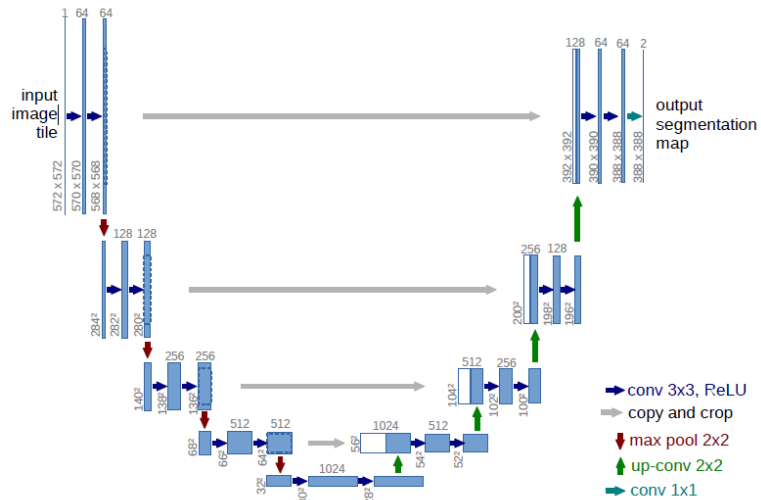 1 64 64
128 64 64 2
input
image
tile
output
segmentation
map
572 x 572
570 x 570
568 x 568
392 x 392
390 x 390
388 x 388
388 x 388
128 128
256 128
284²
282²
280²
200²
198²
196²
256 256
512 256
140²
138²
136²
104²
102²
100²
512 512
1024 512
68²
66²
64²
56²
54²
52²
1024
32²
conv 3x3, ReLU
copy and crop
max pool 2x2
up-conv 2x2
conv 1x1